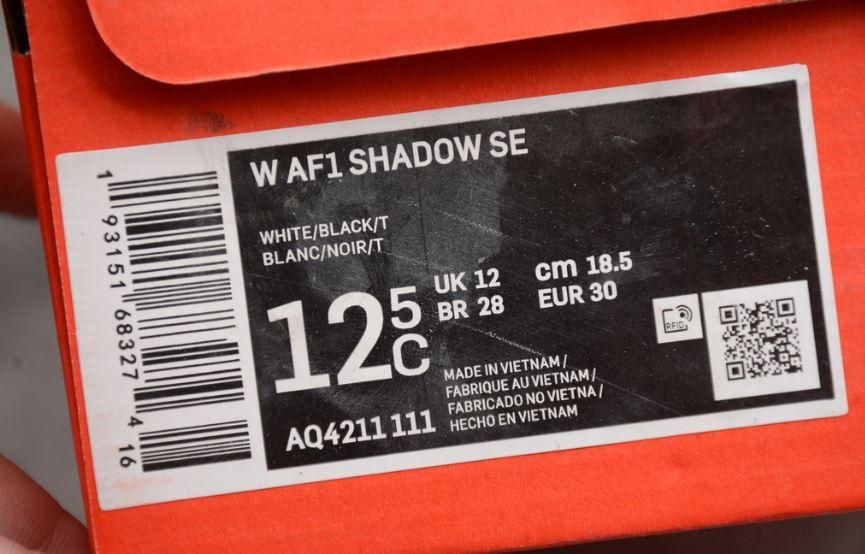 W AF1 SHADOW SE
WHITE/BLACK/T
BLANC/NOIR/T
12
5
C
UK 12
BR 28
cm 18.5
EUR 30
MADE IN VIETNAM /
FABRIQUE AU VIETNAM /
FABRICADO NO VIETNA /
HECHO EN VIETNAM
AQ4211 111
RFID
1 93151 68327 4 16